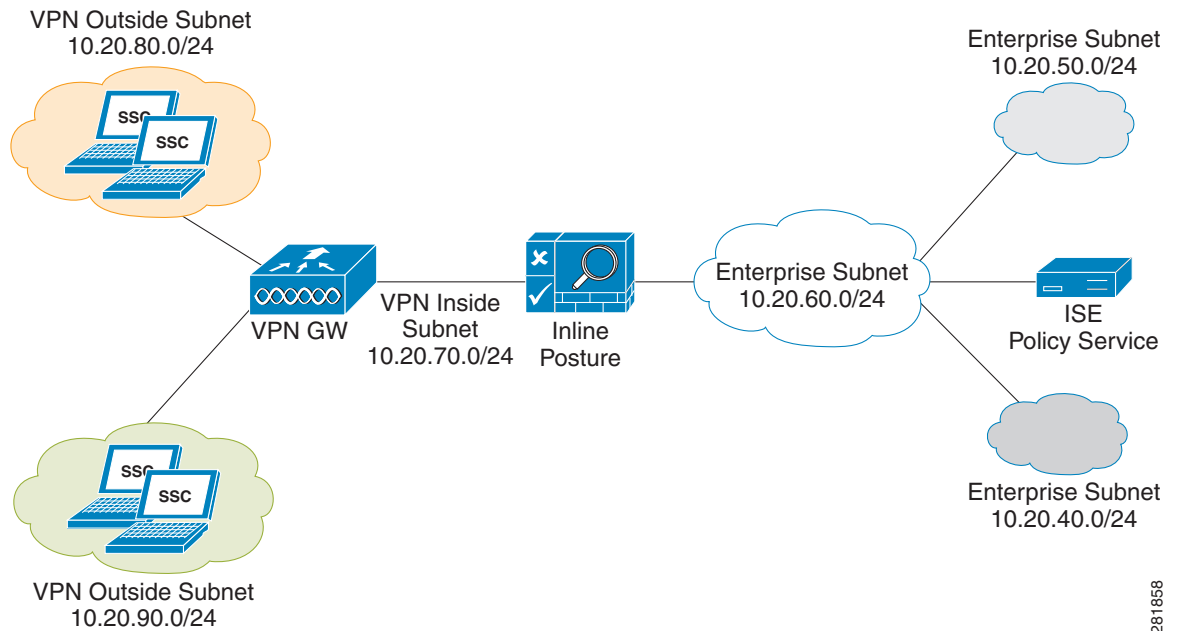 VPN Outside Subnet
10.20.80.0/24
SSC
SSC
Enterprise Subnet
10.20.50.0/24
VPN GW
VPN Inside
Subnet
10.20.70.0/24
Inline
Posture
Enterprise Subnet
10.20.60.0/24
ISE
Policy Service
SSC
SSC
VPN Outside Subnet
10.20.90.0/24
Enterprise Subnet
10.20.40.0/24
281858